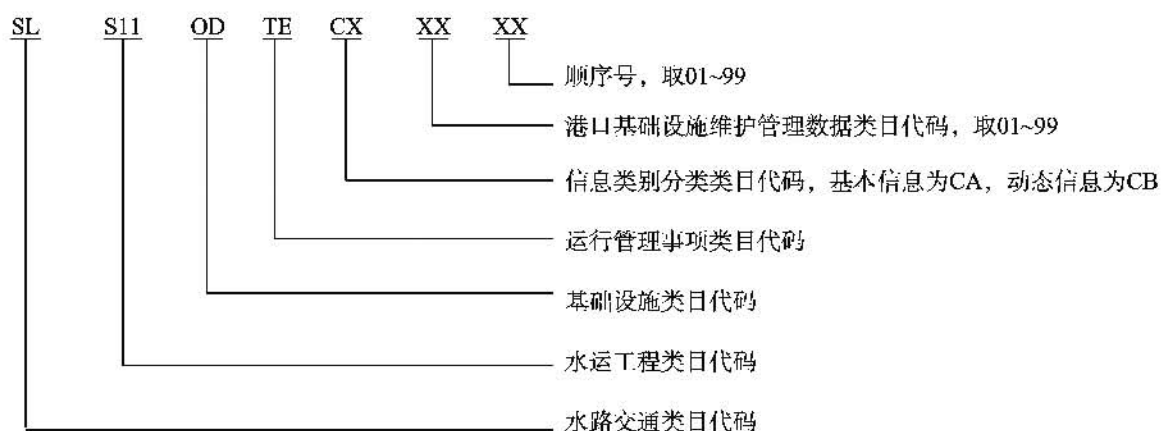 SL S11 OD TE CX XX XX
顺序号，取01~99
港口基础设施维护管理数据类目代码，取01~99
信息类别分类类目代码，基本信息为CA，动态信息为CB
运行管理事项类目代码
基础设施类目代码
水运工程类目代码
水路交通类目代码